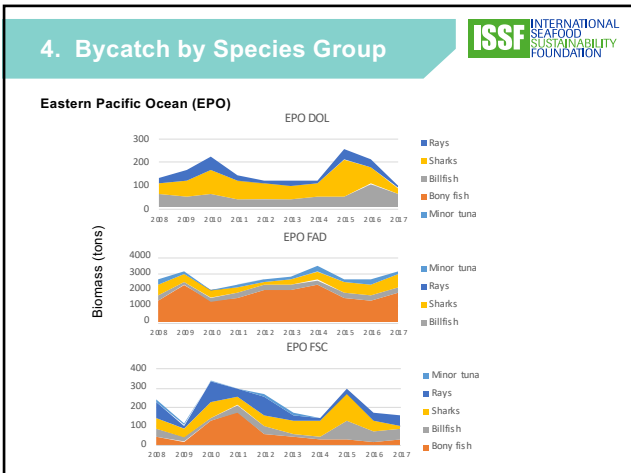 4. Bycatch by Species Group
ISSF
INTERNATIONAL
SEAFOOD
SUSTAINABILITY
FOUNDATION
Eastern Pacific Ocean (EPO)
Biomass (tons)
EPO DOL
300
200
100
0
2008 2009 2010 2011 2012 2013 2014 2015 2016 2017
Rays
Sharks
Billfish
Bony fish
Minor tuna
EPO FAD
4000
3000
2000
1000
0
2008 2009 2010 2011 2012 2013 2014 2015 2016 2017
Minor tuna
Rays
Sharks
Billfish
Bony fish
EPO FSC
400
300
200
100
0
2008 2009 2010 2011 2012 2013 2014 2015 2016 2017
Minor tuna
Rays
Sharks
Billfish
Bony fish